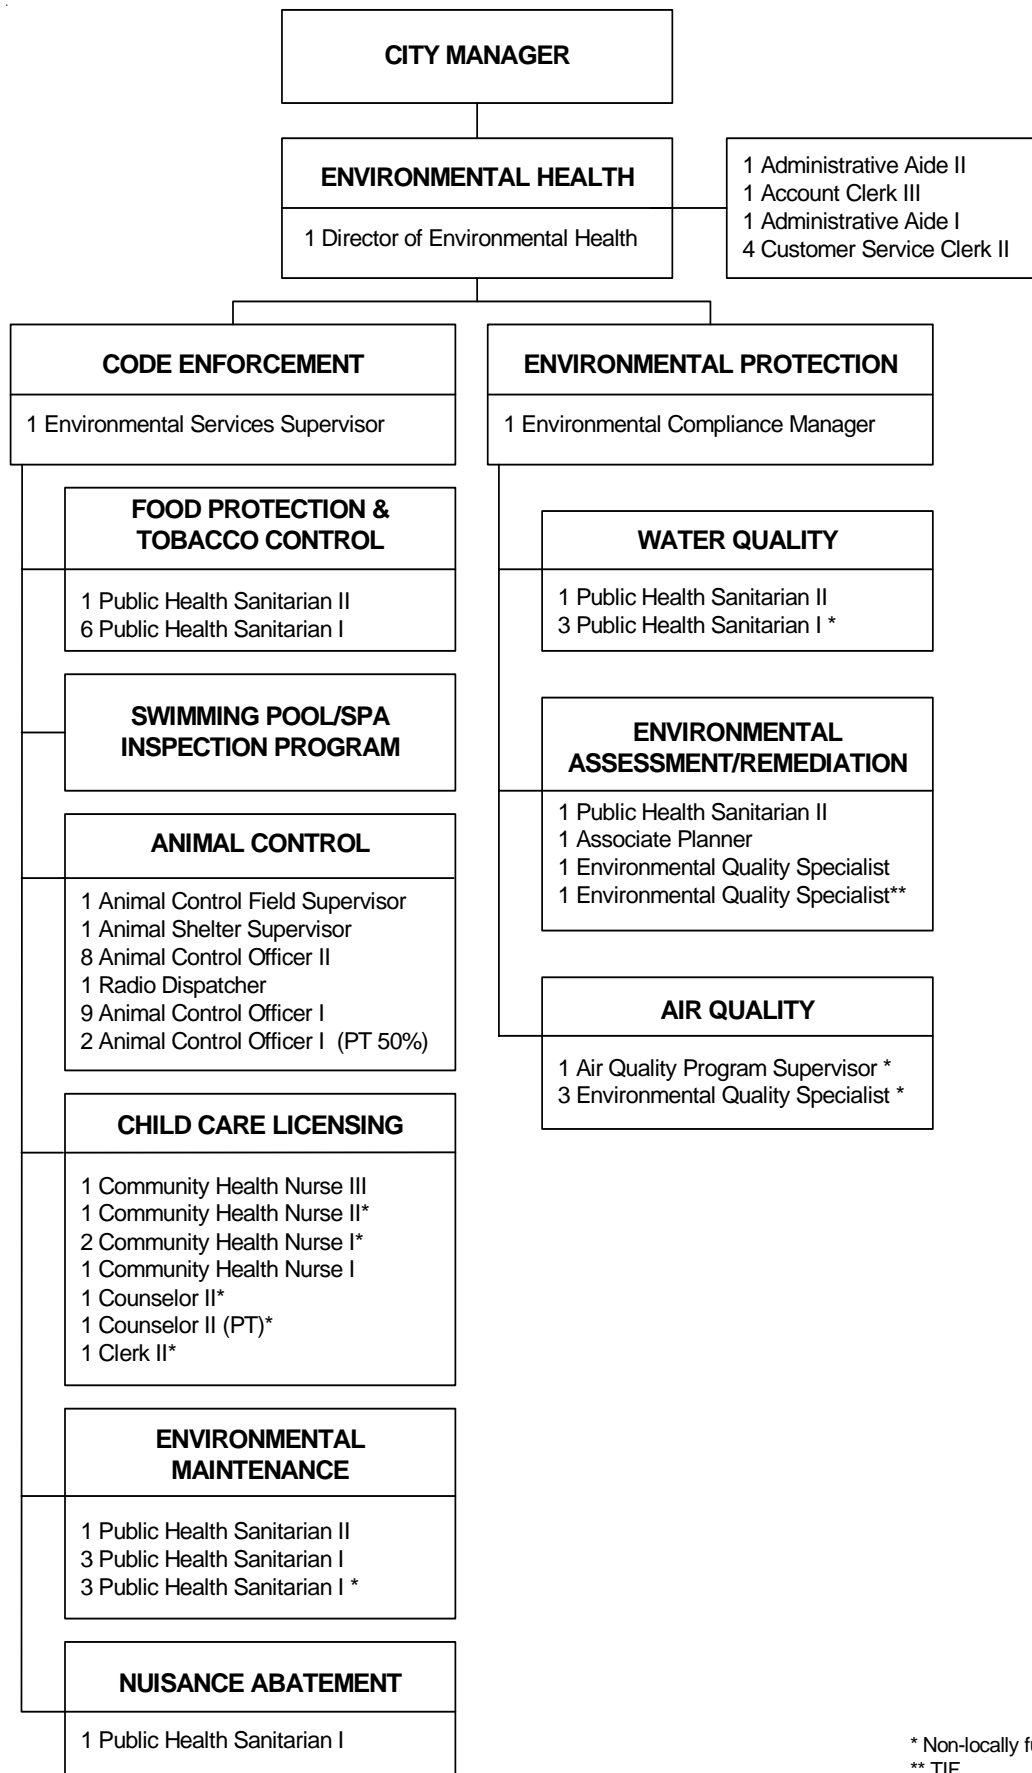 CITY MANAGER
ENVIRONMENTAL HEALTH
1 Director of Environmental Health
1 Administrative Aide II
1 Account Clerk III
1 Administrative Aide I
4 Customer Service Clerk II
CODE ENFORCEMENT
1 Environmental Services Supervisor
FOOD PROTECTION &
TOBACCO CONTROL
1 Public Health Sanitarian II
6 Public Health Sanitarian I
SWIMMING POOL/SPA
INSPECTION PROGRAM
ANIMAL CONTROL
1 Animal Control Field Supervisor
1 Animal Shelter Supervisor
8 Animal Control Officer II
1 Radio Dispatcher
9 Animal Control Officer I
2 Animal Control Officer I (PT 50%)
CHILD CARE LICENSING
1 Community Health Nurse III
1 Community Health Nurse II*
2 Community Health Nurse I*
1 Community Health Nurse I
1 Counselor II*
1 Counselor II (PT)*
1 Clerk II*
ENVIRONMENTAL
MAINTENANCE
1 Public Health Sanitarian II
3 Public Health Sanitarian I
3 Public Health Sanitarian I *
NUISANCE ABATEMENT
1 Public Health Sanitarian I
ENVIRONMENTAL PROTECTION
1 Environmental Compliance Manager
WATER QUALITY
1 Public Health Sanitarian II
3 Public Health Sanitarian I *
ENVIRONMENTAL
ASSESSMENT/REMEDIATION
1 Public Health Sanitarian II
1 Associate Planner
1 Environmental Quality Specialist
1 Environmental Quality Specialist**
AIR QUALITY
1 Air Quality Program Supervisor *
3 Environmental Quality Specialist *
* Non-locally
** TIF